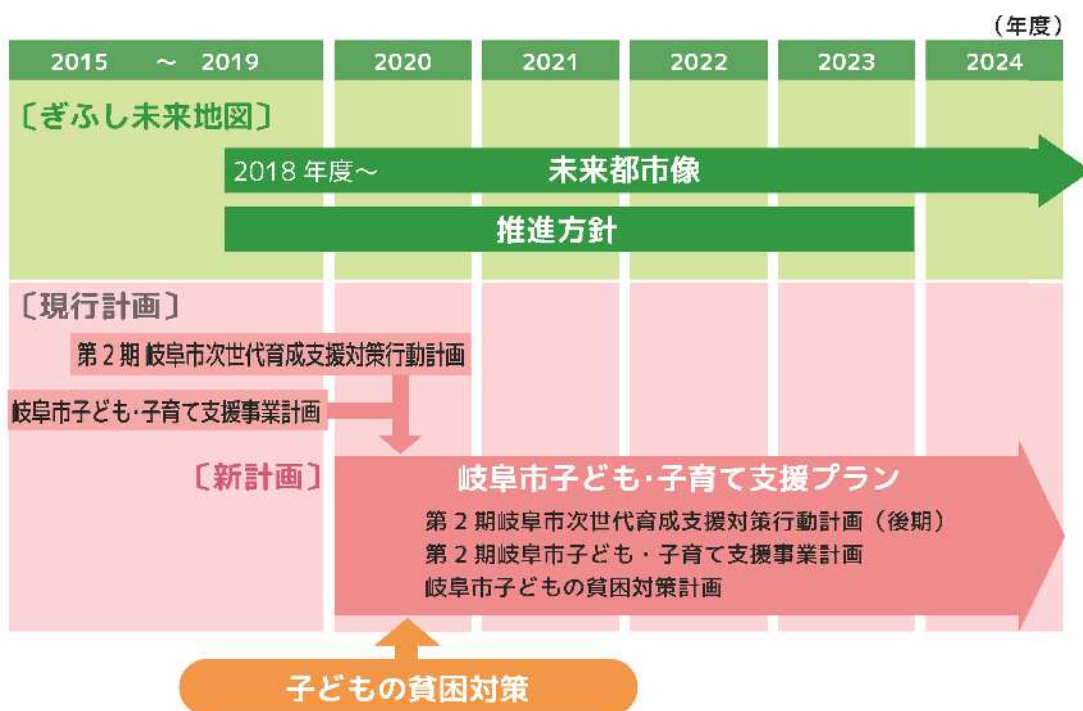 （年度）
2015 ～ 2019 2020 2021 2022 2023 2024
〔ぎふし未来地図〕
2018 年度～ 未来都市像
推進方針
〔現行計画〕
第２期 岐阜市次世代育成支援対策行動計画
岐阜市子ども・子育て支援事業計画
〔新計画〕
岐阜市子ども・子育て支援プラン
第２期岐阜市次世代育成支援対策行動計画（後期）
第２期岐阜市子ども・子育て支援事業計画
岐阜市子どもの貧困対策計画
子どもの貧困対策